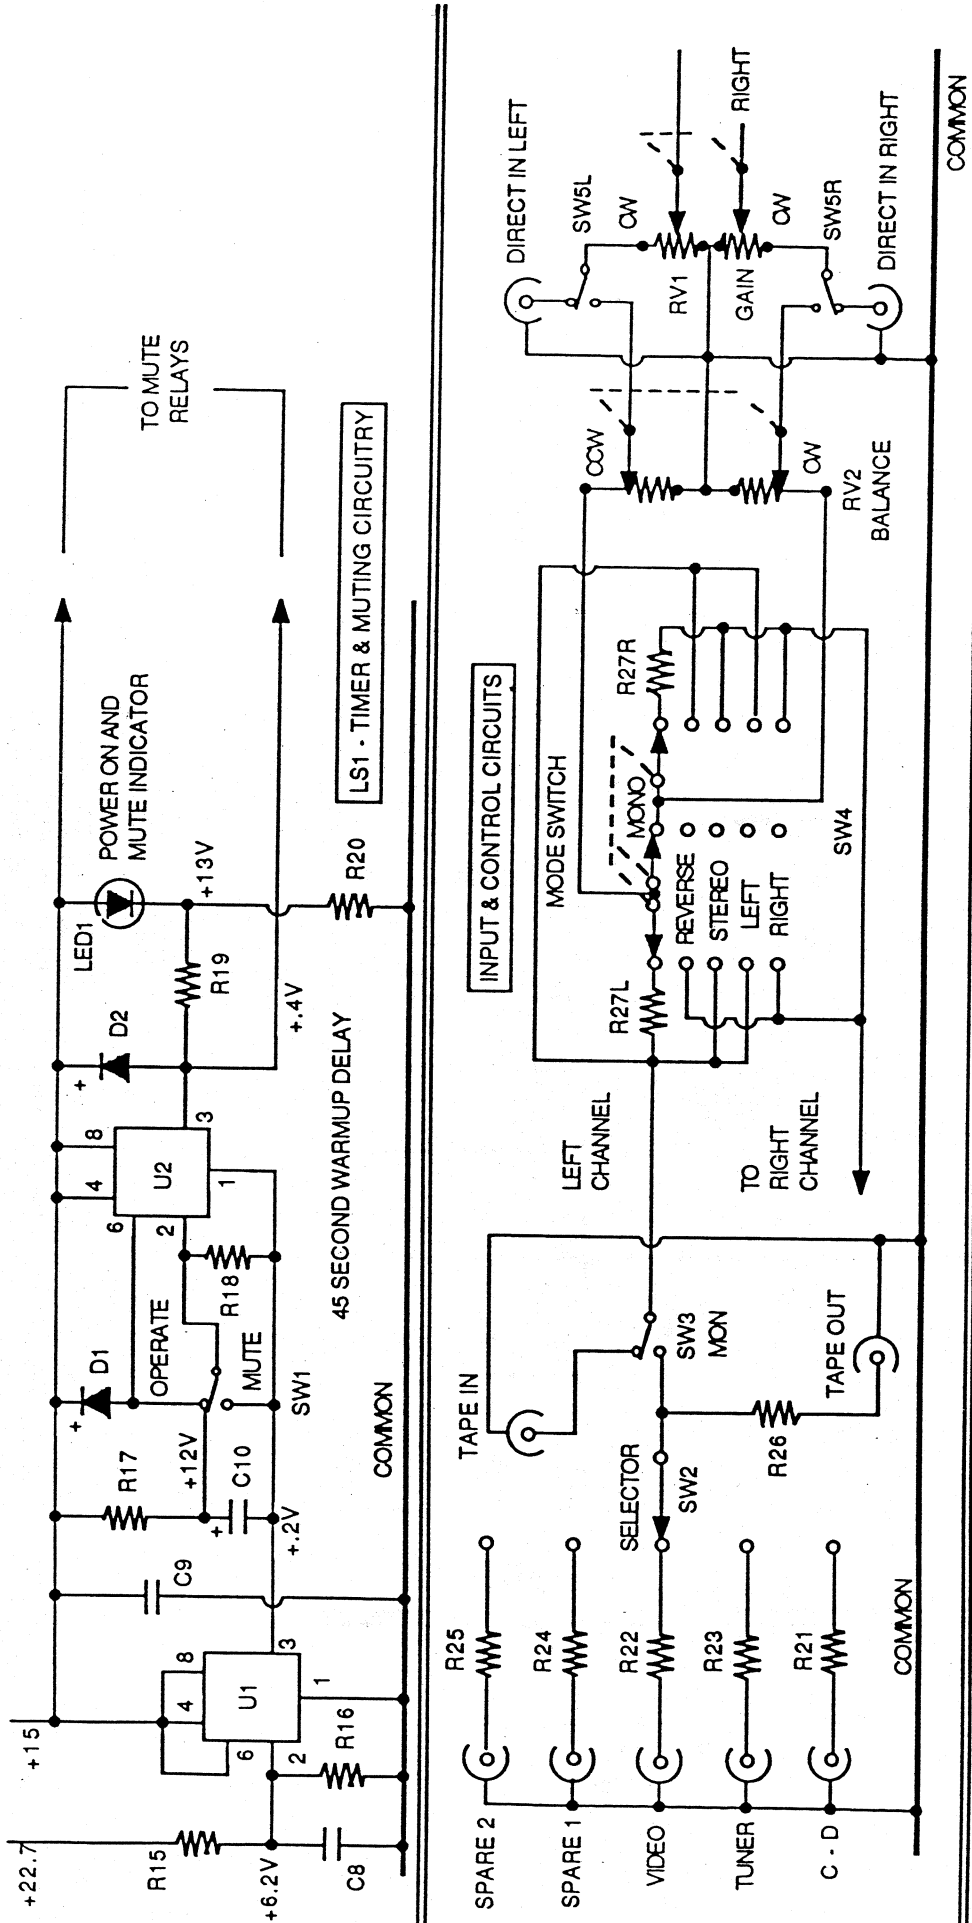 +22.7
+15
R15
+6.2V
C8
R16
U1
4
8
6
2
3
1
C9
R17
+12V
+
C10
+.2V
D1
+
OPERATE
MUTE
SW1
R18
U2
4
8
6
2
3
1
D2
+
R19
+.4V
LED1
POWER ON AND
MUTE INDICATOR
+13V
R20
TO MUTE
RELAYS
COMMON
45 SECOND WARMUP DELAY
LS1 - TIMER & MUTING CIRCUITRY
INPUT & CONTROL CIRCUITS
SPARE 2
SPARE 1
VIDEO
TUNER
C - D
R25
R24
R22
R23
R21
COMMON
SELECTOR
SW2
TAPE IN
R26
TAPE OUT
SW3
MON
LEFT
CHANNEL
TO
RIGHT
CHANNEL
R27L
MODE SWITCH
MONO
REVERSE
STEREO
LEFT
RIGHT
SW4
R27R
CCW
CW
RV2
BALANCE
DIRECT IN LEFT
SW5L
CW
RV1
GAIN
CW
SW5R
DIRECT IN RIGHT
RIGHT
COMMON